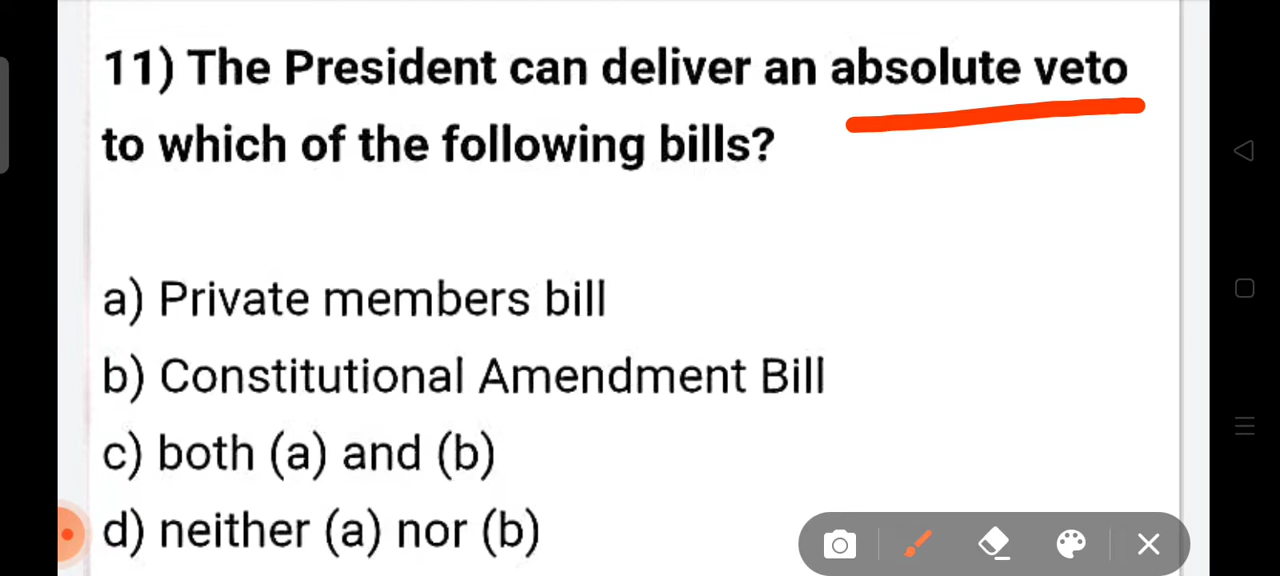 11) The President can deliver an absolute veto
to which of the following bills?
a) Private members bill
b) Constitutional Amendment Bill
c) both (a) and (b)
d) neither (a) nor (b)